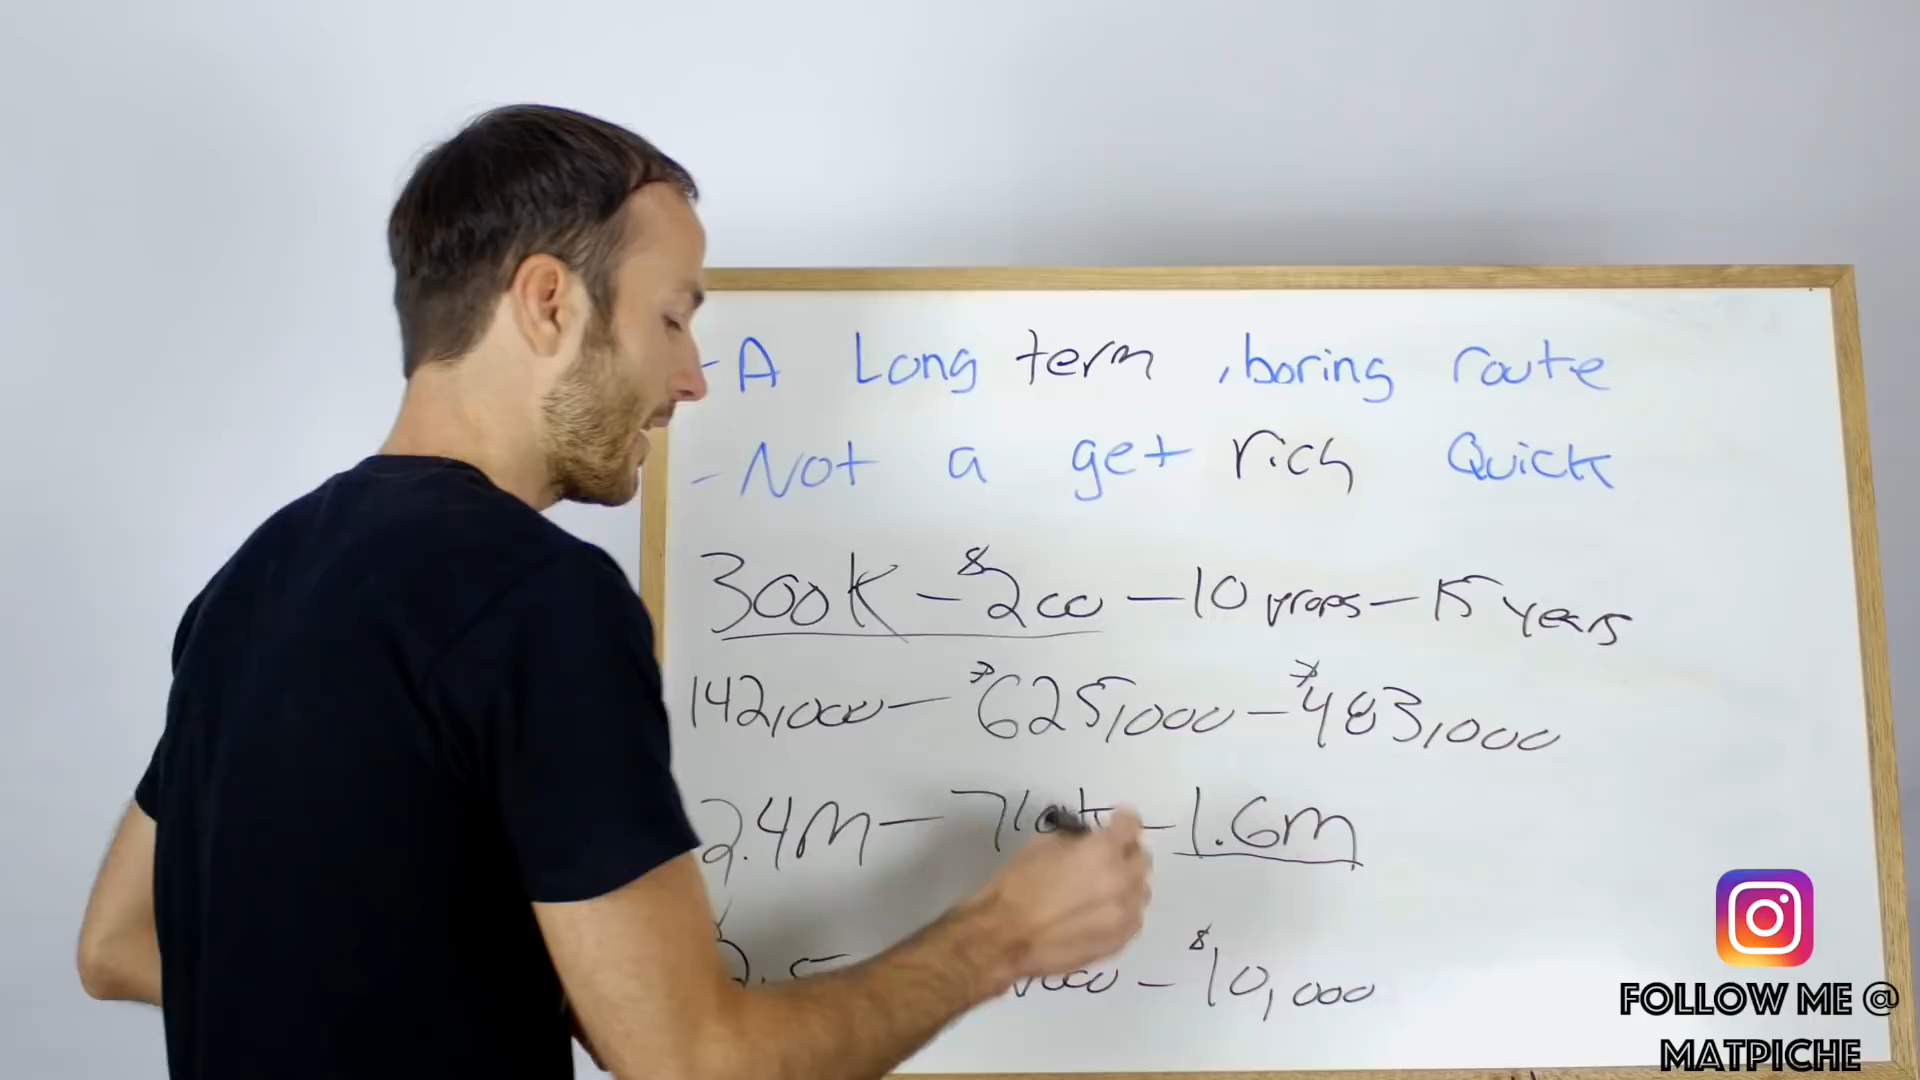 - A Long term, boring route
- Not a get rich Quick
300K - $200 - 10 props - 15 years
142,000 - $625,000 - $483,000
2.4m - - 1.6m
- $10,000
FOLLOW ME @
MATPICHE